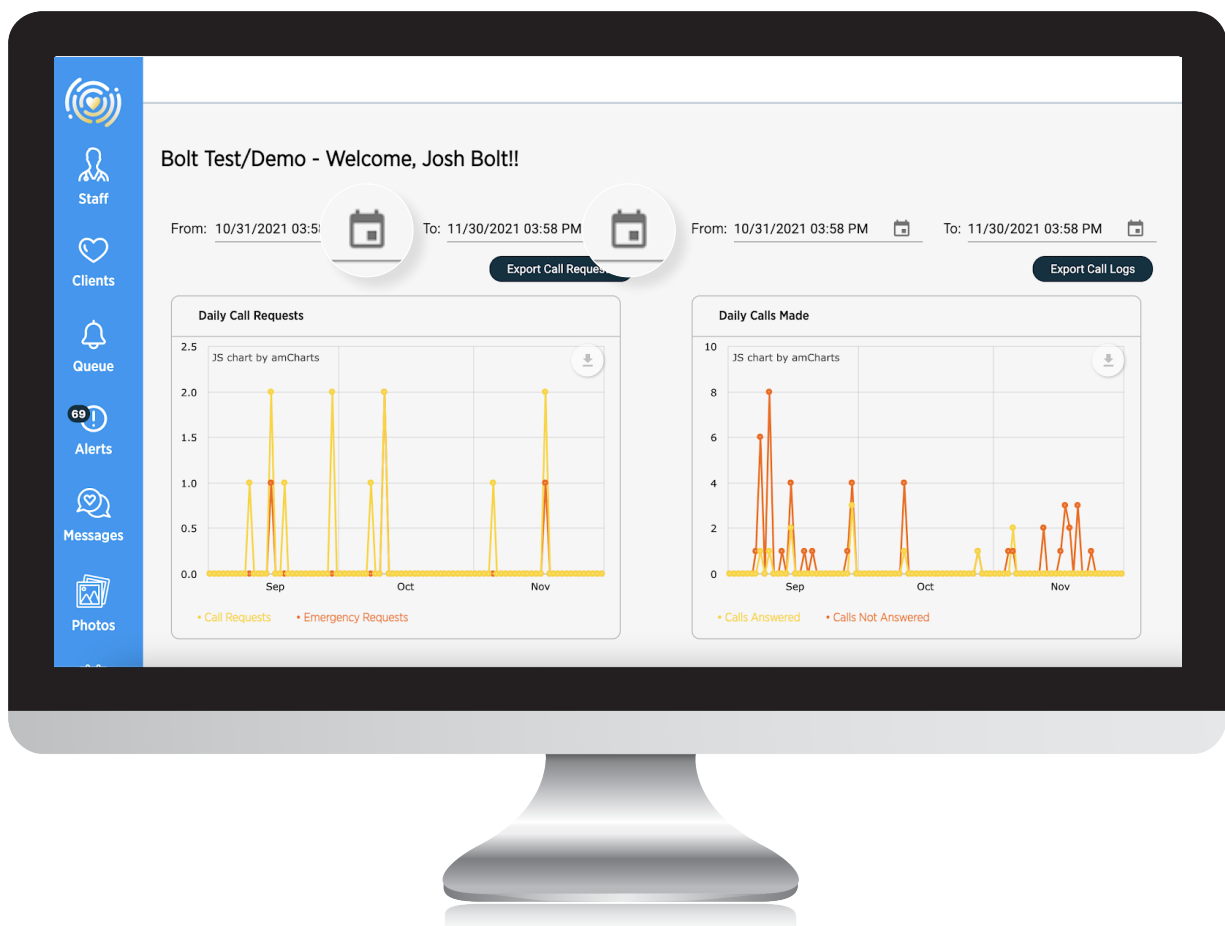 Bolt Test/Demo - Welcome, Josh Bolt!!
Staff
Clients
Queue
69
Alerts
Messages
Photos
From: 10/31/2021 03:5
To: 11/30/2021 03:58 PM
From: 10/31/2021 03:58 PM
To: 11/30/2021 03:58 PM
Export Call
Export Call Logs
Daily Call Requests
JS chart by amCharts
2.5
2.0
1.5
1.0
0.5
0.0
Sep Oct Nov
• Call Requests • Emergency Requests
Daily Calls Made
JS chart by amCharts
10
8
6
4
2
0
Sep Oct Nov
• Calls Answered • Calls Not Answered